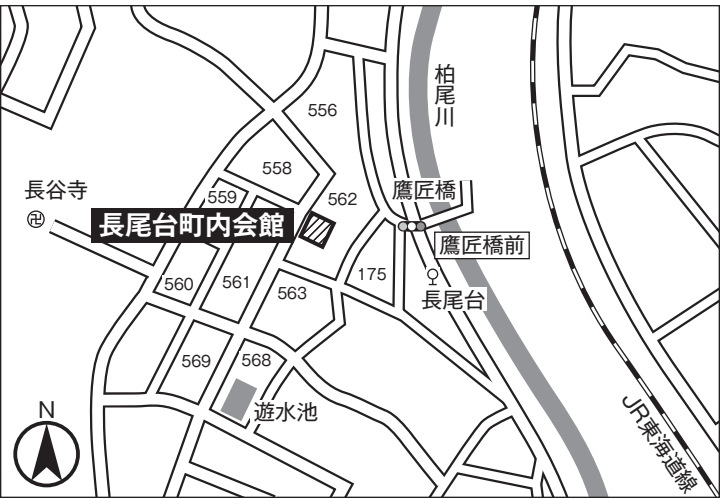 柏尾川
556
558
長谷寺
559
562
鷹匠橋
長尾台町内会館
鷹匠橋前
560
561
563
175
長尾台
569
568
遊水池
N
JR東海道線